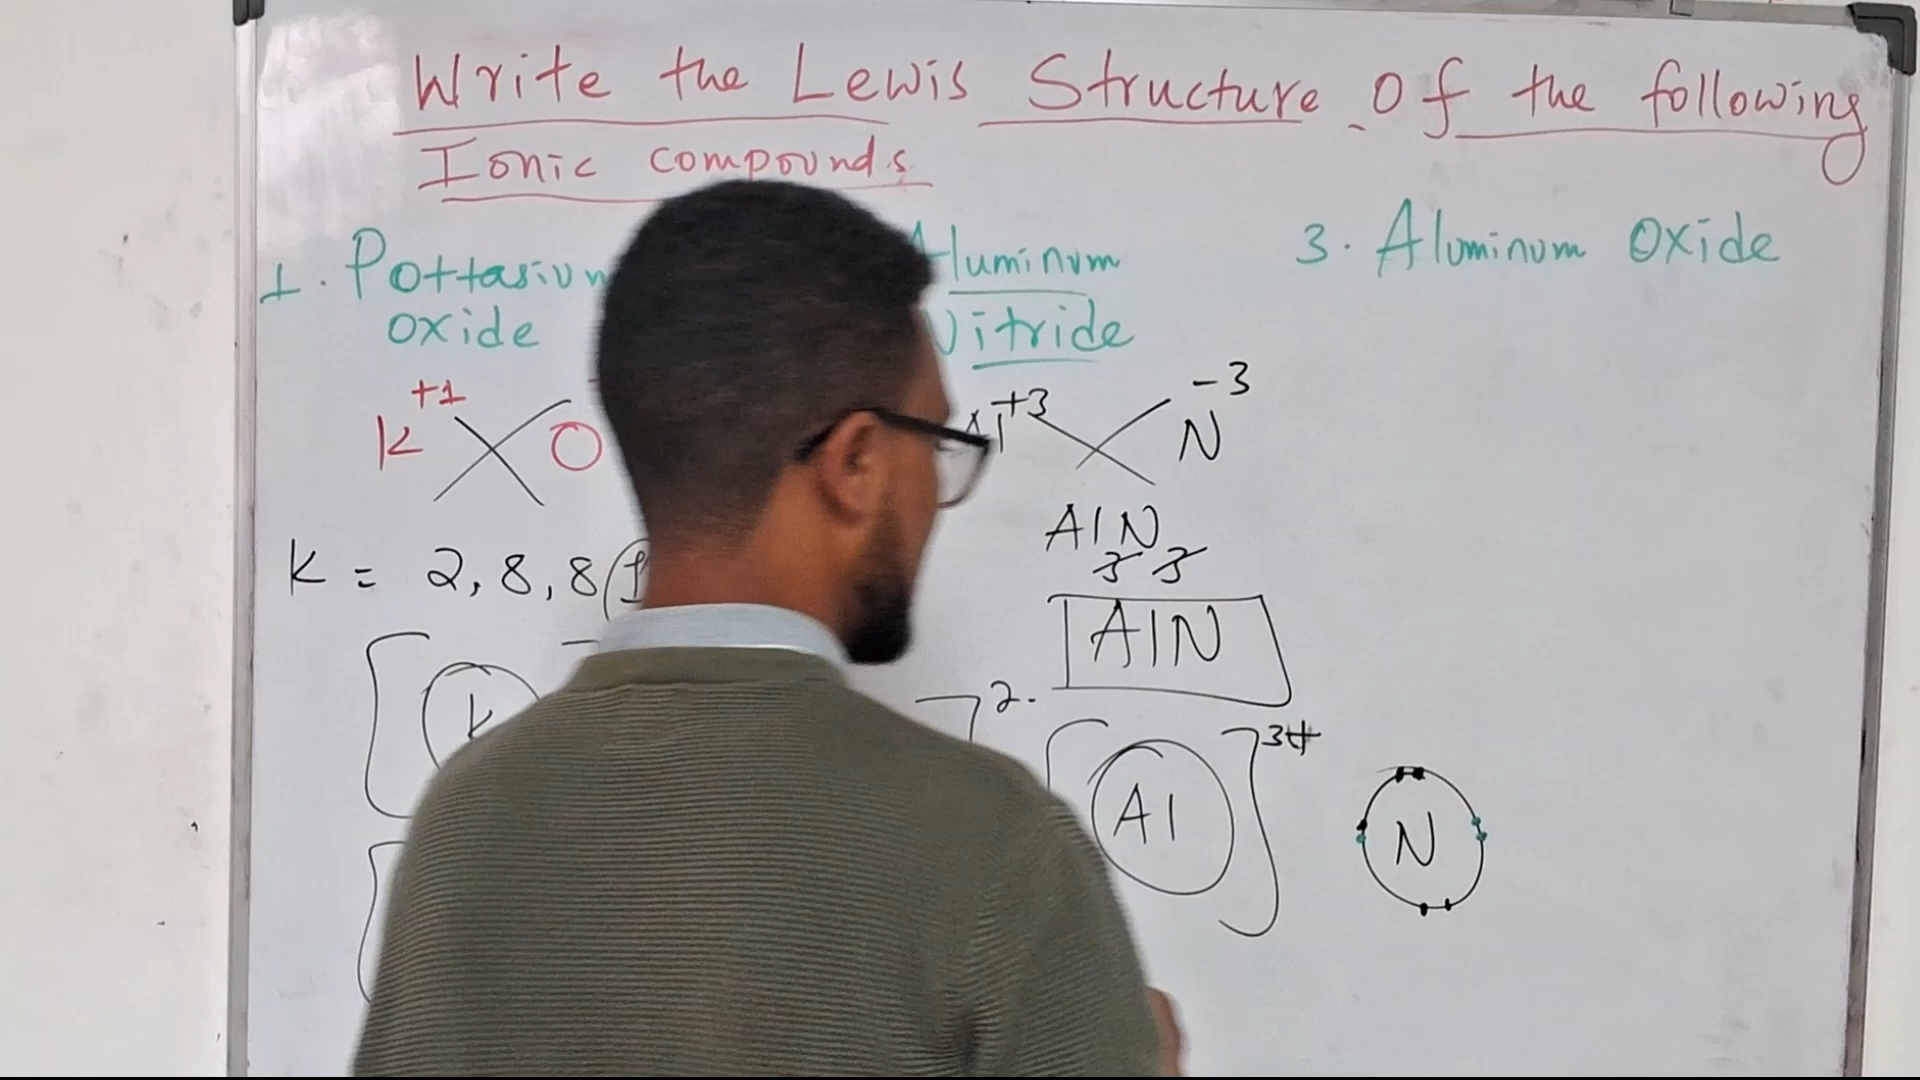 Write the Lewis Structure Of the following
Ionic compounds
1. Pottasium
oxide
K +1 O
K = 2, 8, 8
K
2-
Aluminum
Nitride
Al +3 N -3
AlN
3 3
AlN
Al 3+
N
3. Aluminum Oxide